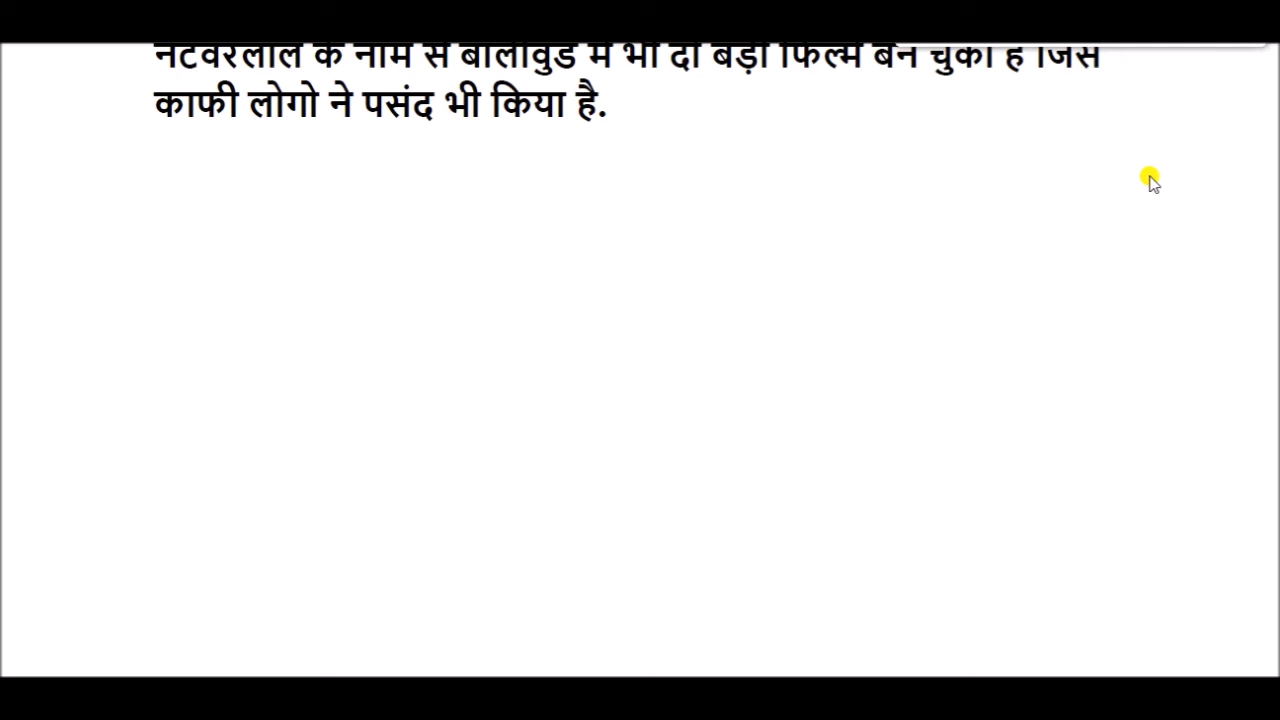 नटवरलाल के नाम से बॉलीवुड में भी दो बड़ी फिल्म बन चुकी है जिसे
काफी लोगो ने पसंद भी किया है.